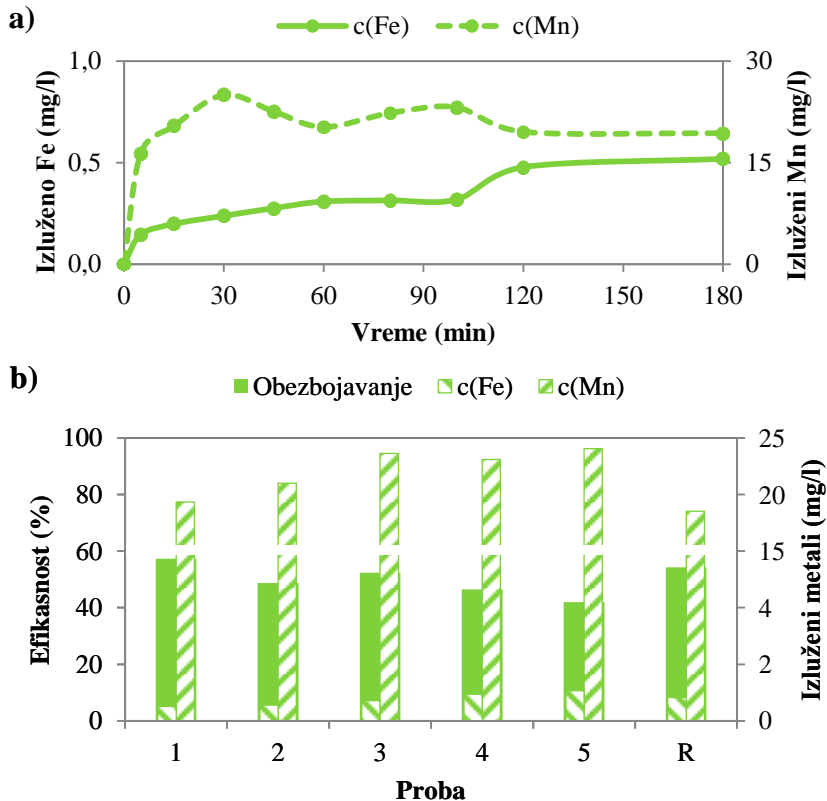 a)
c(Fe) c(Mn)
Izluženo Fe (mg/l)
1,0
0,5
0,0
Izluženi Mn (mg/l)
30
15
0
0 30 60 90 120 150 180
Vreme (min)
b)
Obezbojavanje c(Fe) c(Mn)
Efikasnost (%)
100
80
60
40
20
0
Izluženi metali (mg/l)
25
20
15
4
2
0
1 2 3 4 5 R
Proba